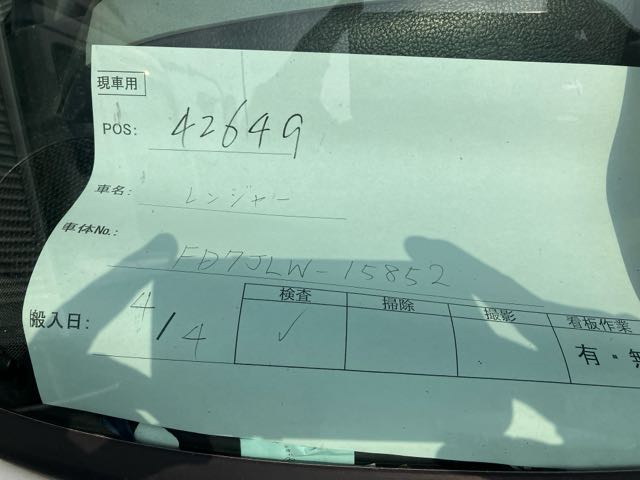 現車用
POS: 42649
車名: レンジャー
車体No.: FD7JLW-15852
搬入日: 4/4
検査 掃除 撮影 看板作業
✓ 有・無